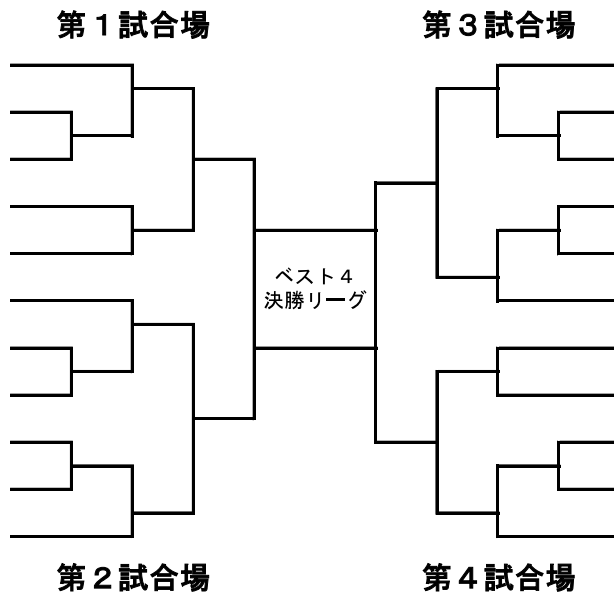 第１試合場
第３試合場
ベスト４
決勝リーグ
第２試合場
第４試合場